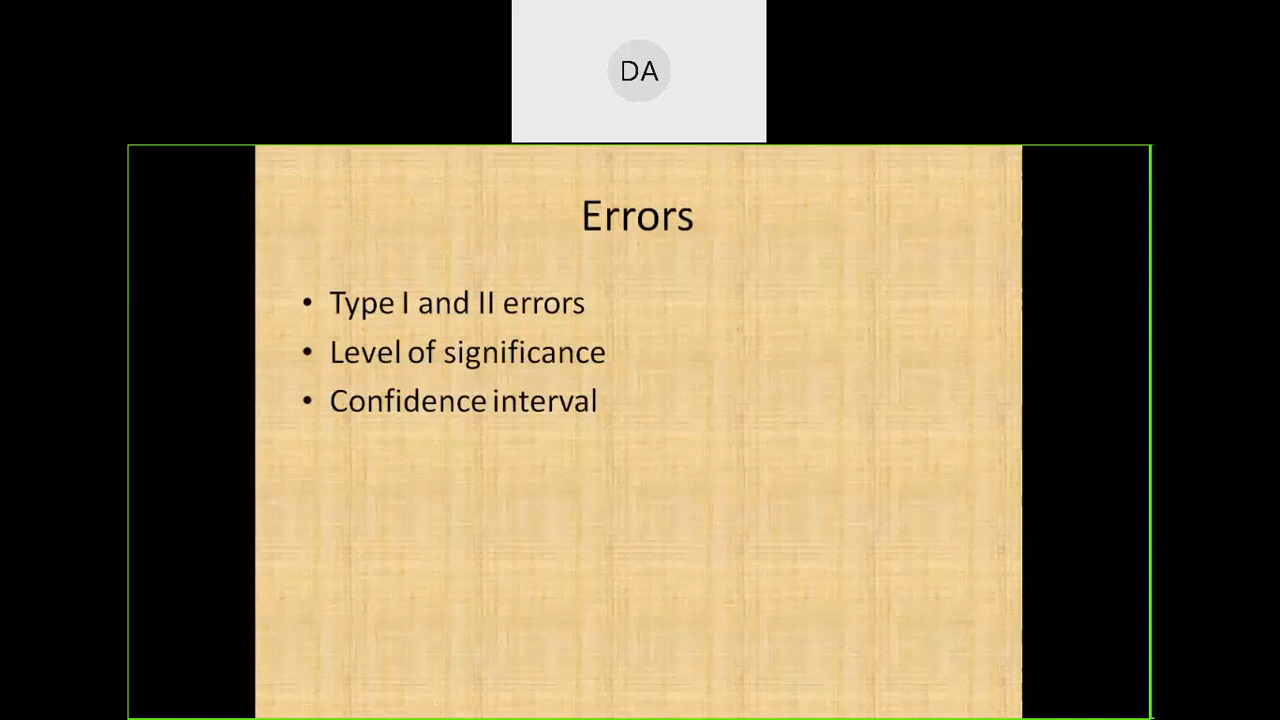 DA
Errors
• Type I and II errors
• Level of significance
• Confidence interval